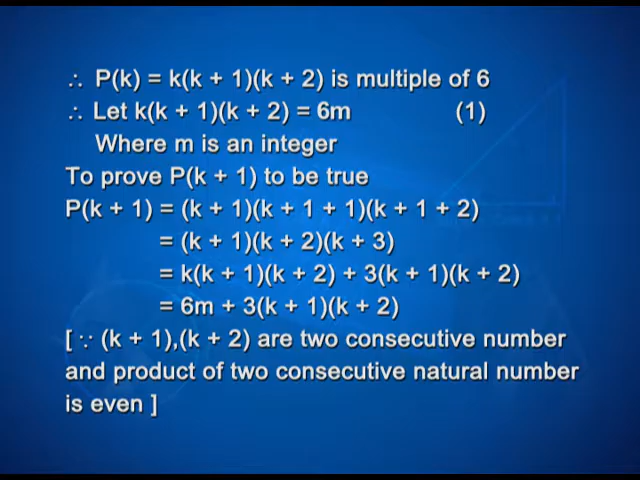 ∴ P(k) = k(k + 1)(k + 2) is multiple of 6
∴ Let k(k + 1)(k + 2) = 6m (1)
Where m is an integer
To prove P(k + 1) to be true
P(k + 1) = (k + 1)(k + 1 + 1)(k + 1 + 2)
= (k + 1)(k + 2)(k + 3)
= k(k + 1)(k + 2) + 3(k + 1)(k + 2)
= 6m + 3(k + 1)(k + 2)
[ ∵ (k + 1),(k + 2) are two consecutive number
and product of two consecutive natural number
is even ]